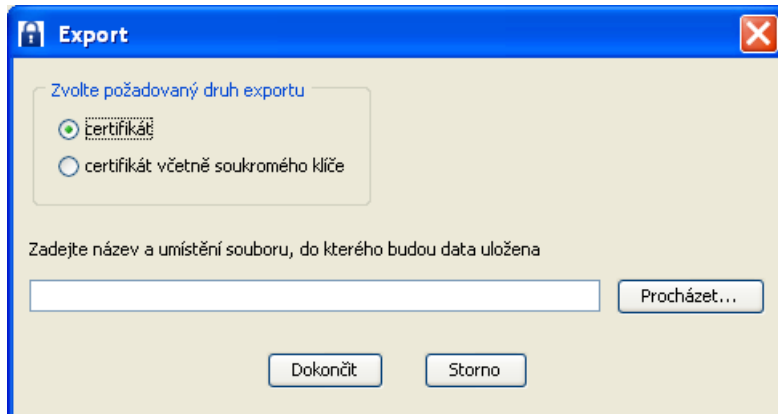 Export
Zvolte požadovaný druh exportu
certifikát
certifikát včetně soukromého klíče
Zadejte název a umístění souboru, do kterého budou data uložena
Procházet...
Dokončit
Storno